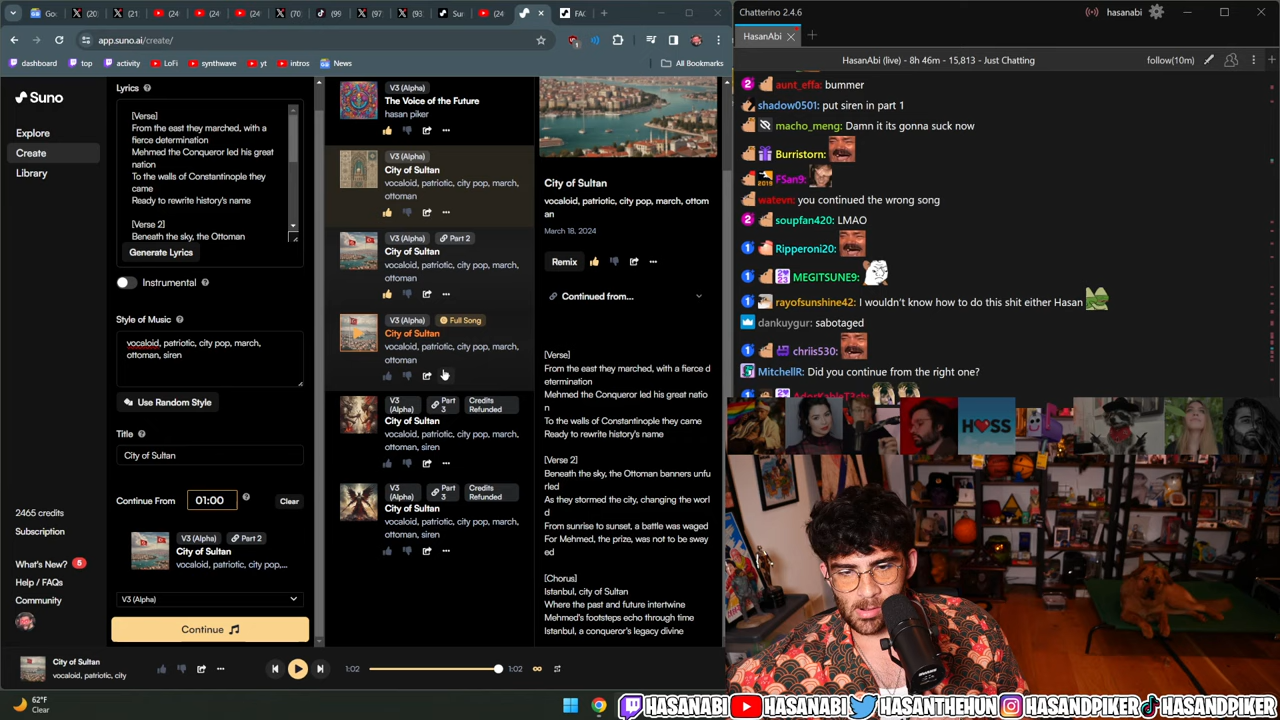 app.suno.ai/create/
dashboard
top
activity
LoFi
synthwave
yt
intros
News
All Bookmarks
Suno
Explore
Create
Library
2465 credits
Subscription
What's New? 5
Help / FAQs
Community
Lyrics
[Verse]
From the east they marched, with a
fierce determination
Mehmed the Conqueror led his great
nation
To the walls of Constantinople they
came
Ready to rewrite history's name
[Verse 2]
Beneath the sky, the Ottoman
Generate Lyrics
Instrumental
Style of Music
vocaloid, patriotic, city pop, march,
ottoman, siren
Use Random Style
Title
City of Sultan
Continue From
01:00
Clear
V3 (Alpha)
Part 2
City of Sultan
vocaloid, patriotic, city pop,...
V3 (Alpha)
Continue
V3 (Alpha)
The Voice of the Future
hasan piker
V3 (Alpha)
City of Sultan
vocaloid, patriotic, city pop, march,
ottoman
V3 (Alpha)
Part 2
City of Sultan
vocaloid, patriotic, city pop, march,
ottoman
V3 (Alpha)
Full Song
City of Sultan
vocaloid, patriotic, city pop, march,
ottoman
V3 (Alpha)
Part 3
Credits Refunded
City of Sultan
vocaloid, patriotic, city pop, march,
ottoman, siren
V3 (Alpha)
Part 3
Credits Refunded
City of Sultan
vocaloid, patriotic, city pop, march,
ottoman, siren
City of Sultan
vocaloid, patriotic, city pop, march, ottom
an
March 18, 2024
Remix
Continued from...
[Verse]
From the east they marched, with a fierce d
etermination
Mehmed the Conqueror led his great natio
n
To the walls of Constantinople they came
Ready to rewrite history's name
[Verse 2]
Beneath the sky, the Ottoman banners unfu
rled
As they stormed the city, changing the worl
d
From sunrise to sunset, a battle was waged
For Mehmed, the prize, was not to be sway
ed
[Chorus]
Istanbul, city of Sultan
Where the past and future intertwine
Mehmed's footsteps echo through time
Istanbul, a conqueror's legacy divine
City of Sultan
vocaloid, patriotic, city
1:02
1:02
62°F
Clear
Chatterino 2.4.6
hasanabi
HasanAbi
HasanAbi (live) - 8h 46m - 15,813 - Just Chatting
follow(10m)
aunt_effa: bummer
shadow0501: put siren in part 1
macho_meng: Damn it its gonna suck now
Burristorn:
FSan9:
watevn: you continued the wrong song
soupfan420: LMAO
Ripperoni20:
MEGITSUNE9:
rayofsunshine42: I wouldn't know how to do this shit either Hasan
dankuygur: sabotaged
chriis530:
MitchellR: Did you continue from the right one?
HASANABI
HASANABI
HASANTHEHUN
HASANDPIKER
HASANDPIKER